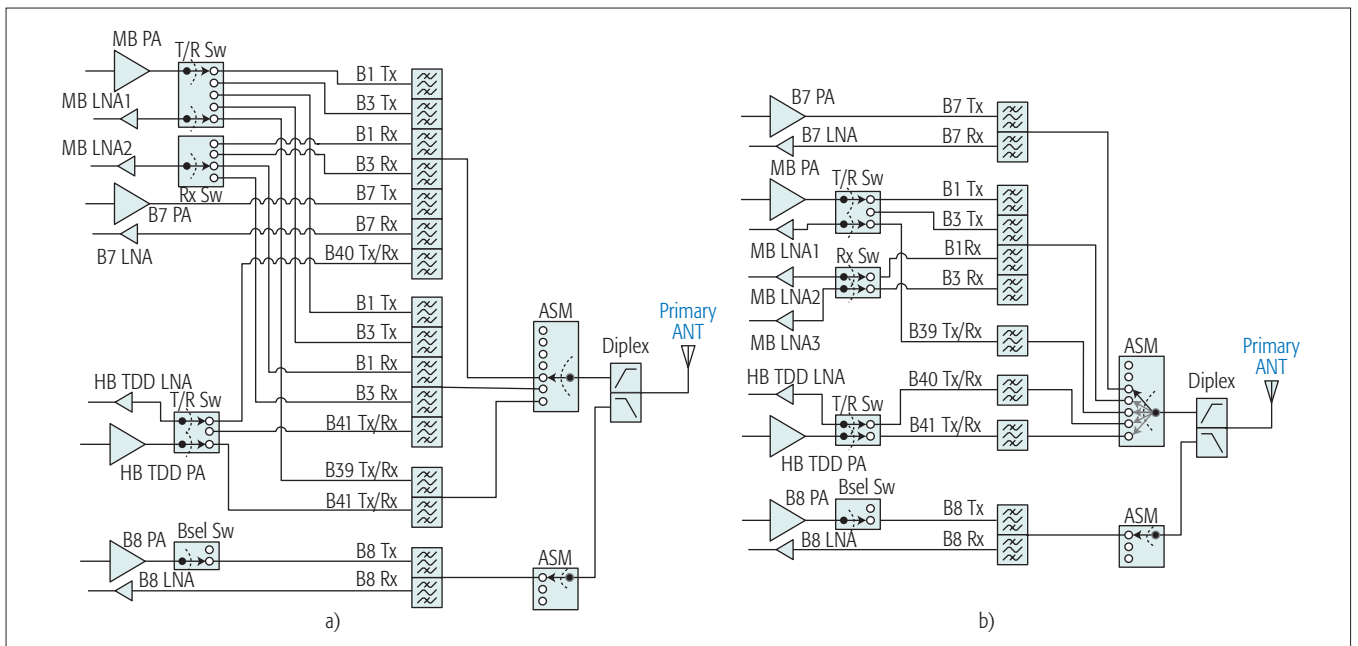 MB PA
T/R Sw
MB LNA1
MB LNA2
Rx Sw
B7 PA
B7 LNA
B1 Tx
B3 Tx
B1 Rx
B3 Rx
B7 Tx
B7 Rx
B40 Tx/Rx
B1 Tx
B3 Tx
B1 Rx
B3 Rx
B41 Tx/Rx
HB TDD LNA
T/R Sw
HB TDD PA
B39 Tx/Rx
B41 Tx/Rx
B8 PA
Bsel Sw
B8 LNA
B8 Tx
B8 Rx
ASM
ASM
Diplex
Primary
ANT
a)
B7 PA
B7 LNA
B7 Tx
B7 Rx
MB PA
T/R Sw
MB LNA1
Rx Sw
MB LNA2
MB LNA3
B1 Tx
B3 Tx
B1Rx
B3 Rx
B39 Tx/Rx
HB TDD LNA
T/R Sw
HB TDD PA
B40 Tx/Rx
B41 Tx/Rx
B8 PA
Bsel Sw
B8 LNA
B8 Tx
B8 Rx
ASM
ASM
Diplex
Primary
ANT
b)